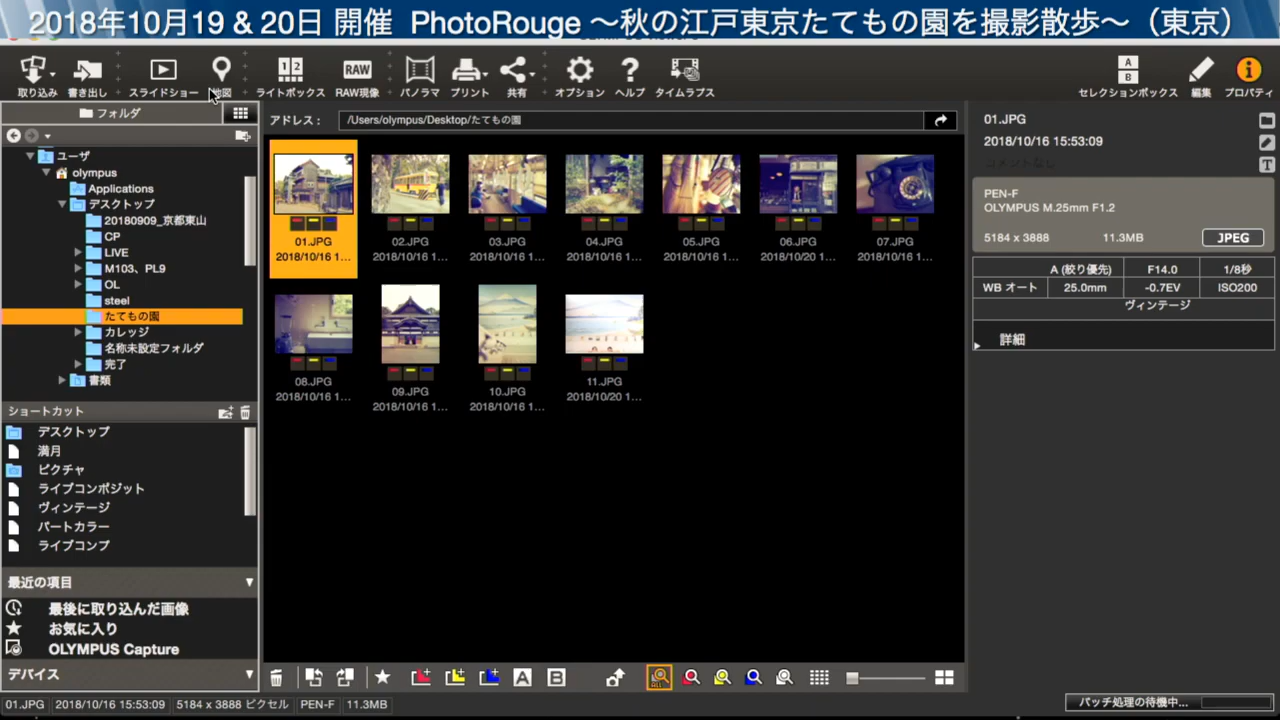 2018年10月19 & 20日 開催 PhotoRouge ～秋の江戸東京たてもの園を撮影散歩～（東京）
取り込み 書き出し スライドショー 地図 ライトボックス RAW現像 パノラマ プリント 共有 オプション ヘルプ タイムラプス セレクションボックス 編集 プロパティ
フォルダ
アドレス： /Users/olympus/Desktop/たてもの園
ユーザ
olympus
Applications
デスクトップ
20180909_京都東山
CP
LIVE
M103、PL9
OL
steel
たてもの園
カレッジ
名称未設定フォルダ
完了
書類
ショートカット
デスクトップ
満月
ピクチャ
ライブコンポジット
ヴィンテージ
パートカラー
ライブコンプ
最近の項目
最後に取り込んだ画像
お気に入り
OLYMPUS Capture
デバイス
01.JPG 02.JPG 03.JPG 04.JPG 05.JPG 06.JPG 07.JPG
2018/10/16 1... 2018/10/16 1... 2018/10/16 1... 2018/10/16 1... 2018/10/16 1... 2018/10/20 1... 2018/10/16 1...
08.JPG 09.JPG 10.JPG 11.JPG
2018/10/16 1... 2018/10/16 1... 2018/10/16 1... 2018/10/20 1...
A B
01.JPG
2018/10/16 15:53:09
コメントなし
PEN-F
OLYMPUS M.25mm F1.2
5184 x 3888 11.3MB JPEG
A (絞り優先) F14.0 1/8秒
WB オート 25.0mm -0.7EV ISO200
ヴィンテージ
詳細
01.JPG 2018/10/16 15:53:09 5184 x 3888 ピクセル PEN-F 11.3MB
バッチ処理の待機中...